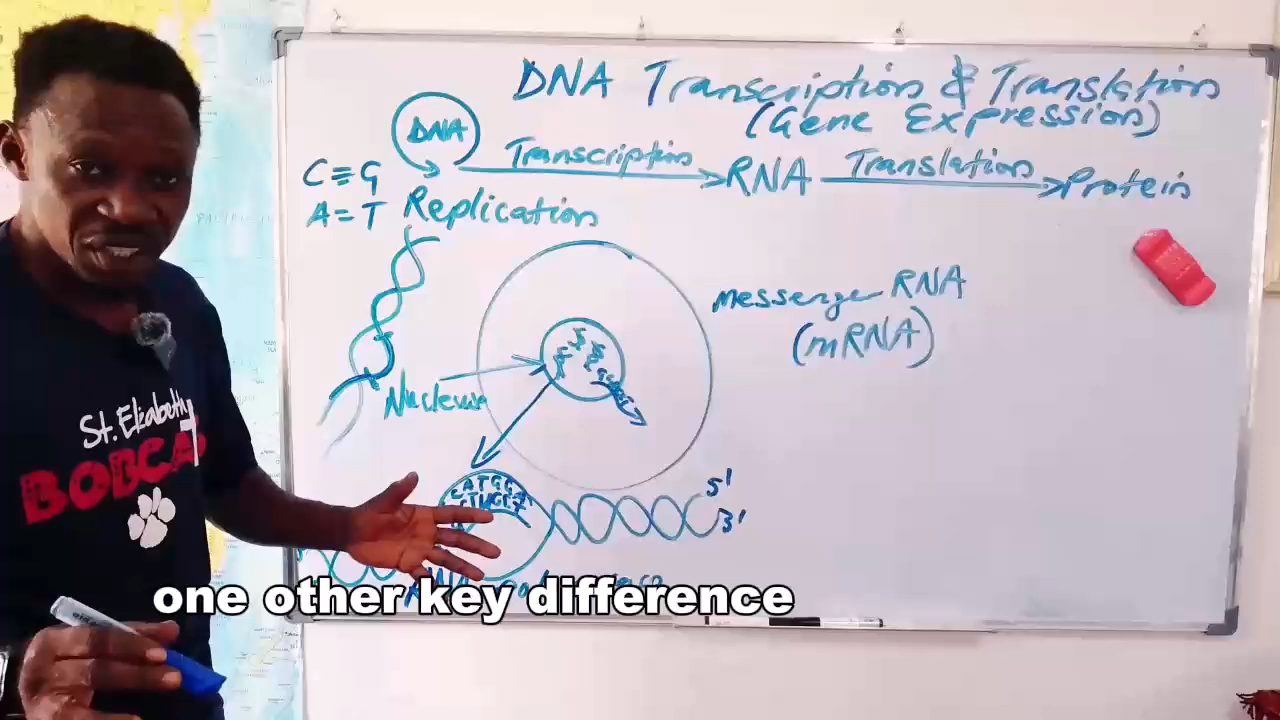 DNA Transcription & Translation
(Gene Expression)
DNA
Transcription
RNA
Translation
Protein
C≡G
A=T
Replication
messenger RNA
(mRNA)
Nucleus
5'
3'
St. Elizabeth
BOBCA
one other key difference